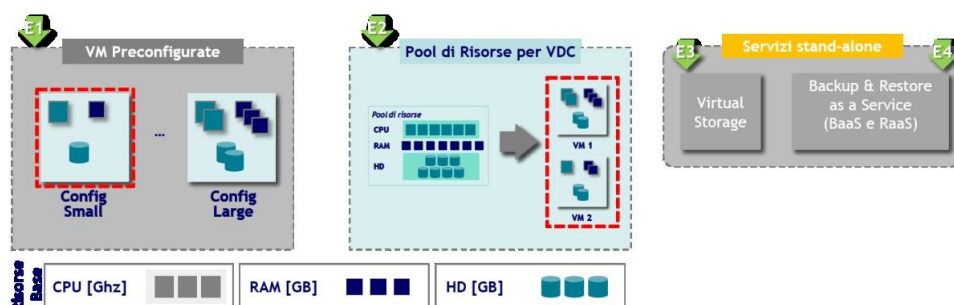 E1
VM Preconfigurate
...
Config
Small
Config
Large
E2
Pool di Risorse per VDC
Pool di risorse
CPU
RAM
HD
VM 1
VM 2
E3
Servizi stand-alone
E4
Virtual
Storage
Backup & Restore
as a Service
(BaaS e RaaS)
Risorse
Base
CPU [Ghz]
RAM [GB]
HD [GB]